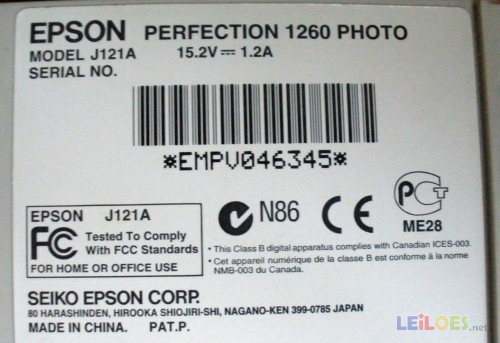 EPSON PERFECTION 1260 PHOTO
MODEL J121A 15.2V⎓ 1.2A
SERIAL NO.
*EMPV046345*
EPSON J121A
FC Tested To Comply
With FCC Standards
FOR HOME OR OFFICE USE
N86 CE PCT
ME28
• This Class B digital apparatus complies with Canadian ICES-003.
• Cet appareil numérique de la classe B est conforme à la norme
NMB-003 du Canada.
SEIKO EPSON CORP.
80 HARASHINDEN, HIROOKA SHIOJIRI-SHI, NAGANO-KEN 399-0785 JAPAN
MADE IN CHINA. PAT.P.
LEiLOES.net